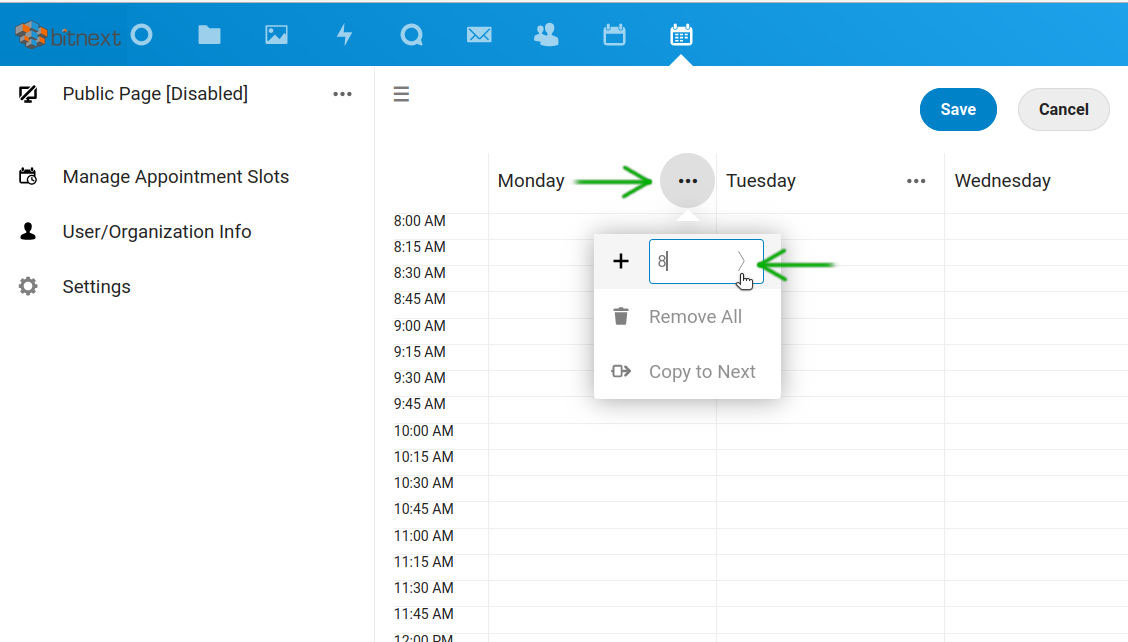 bitnext
Public Page [Disabled]
Save
Cancel
Manage Appointment Slots
User/Organization Info
Settings
Monday
Tuesday
Wednesday
8:00 AM
8:15 AM
8:30 AM
8:45 AM
9:00 AM
9:15 AM
9:30 AM
9:45 AM
10:00 AM
10:15 AM
10:30 AM
10:45 AM
11:00 AM
11:15 AM
11:30 AM
11:45 AM
12:00 PM
8
Remove All
Copy to Next